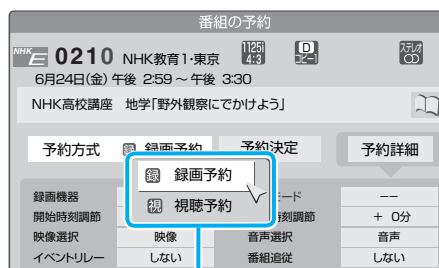 番組の予約
NHK E 0210 NHK教育1・東京 1125i 4:3 D コピー1 ステレオ
6月24日(金) 午後 2:59 ~ 午後 3:30
NHK高校講座 地学「野外観察にでかけよう」
予約方式 録 録画予約 予約決定 予約詳細
録 録画予約
視 視聴予約
録画機器 ード --
開始時刻調節 刻調節 + 0分
映像選択 映像 音声選択 音声
イベントリレー しない 番組追従 しない